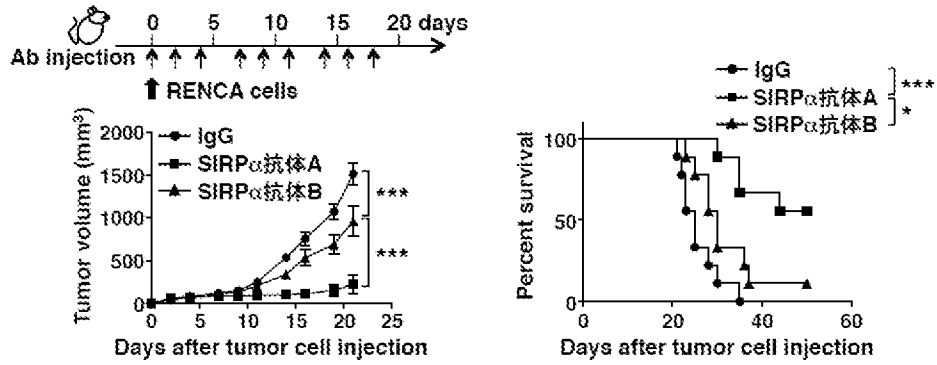 0 5 10 15 20 days
Ab injection
RENCA cells
Tumor volume (mm³)
2000
1500
1000
500
0
IgG
SIRPα抗体A
SIRPα抗体B
***
***
0 5 10 15 20 25
Days after tumor cell injection
IgG
SIRPα抗体A
SIRPα抗体B
***
*
Percent survival
100
50
0
0 20 40 60
Days after tumor cell injection